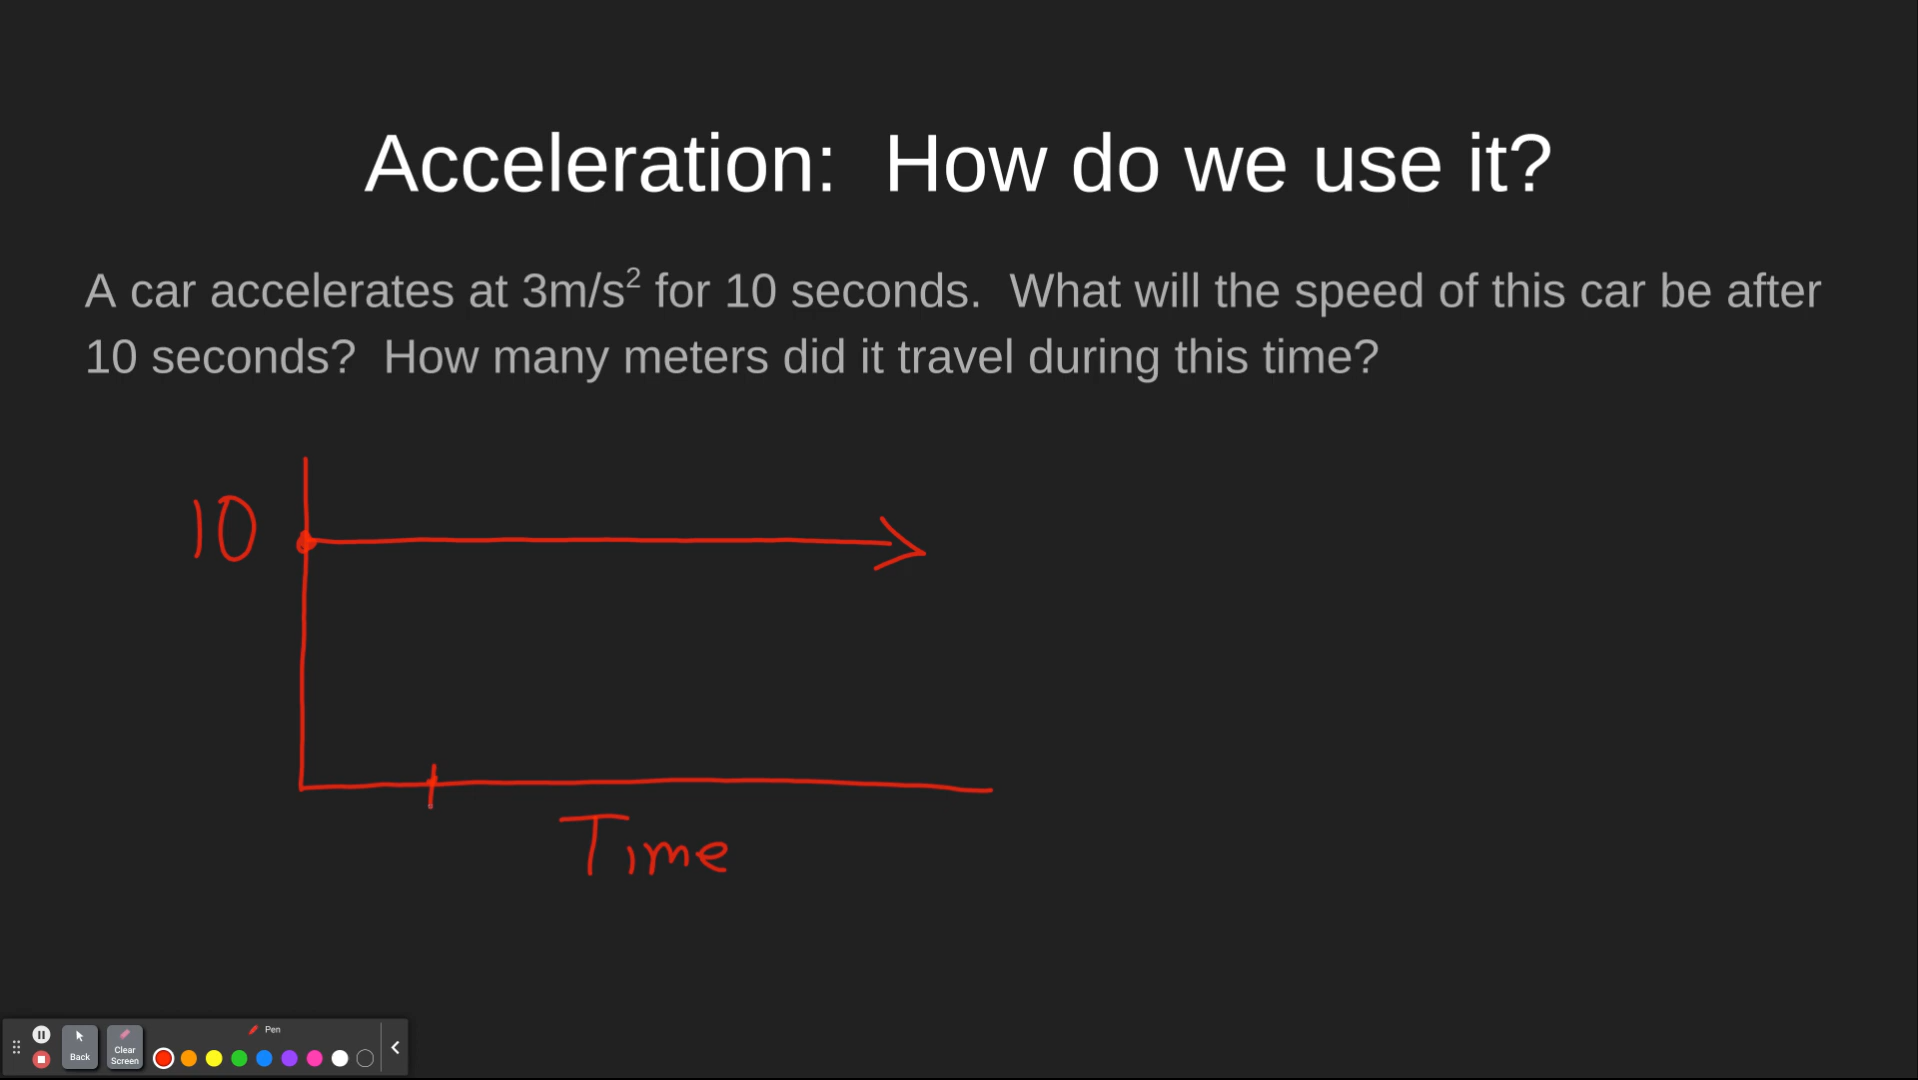 Acceleration: How do we use it?
A car accelerates at 3m/s² for 10 seconds. What will the speed of this car be after
10 seconds? How many meters did it travel during this time?
10
Time
Pen
Back
Clear
Screen